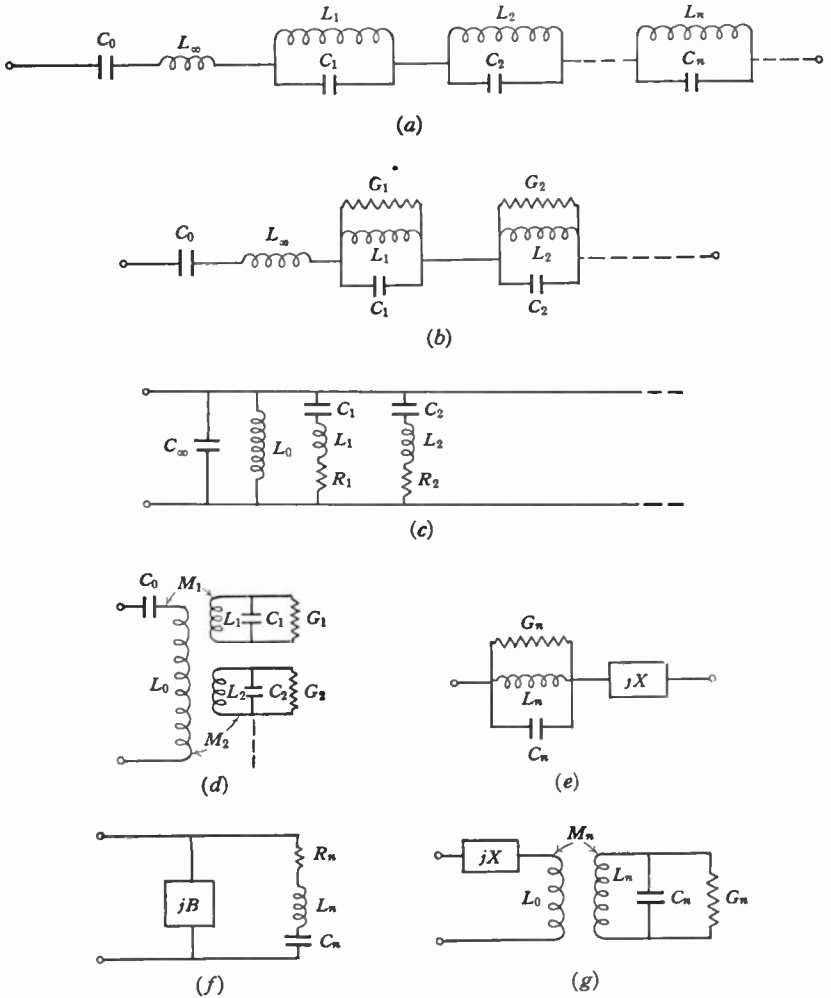 L₁ L₂ Lₙ
C₀ L∞ C₁ C₂ Cₙ
(a)
G₁ G₂
C₀ L∞ L₁ L₂
C₁ C₂
(b)
C₁ C₂
C∞ L₀ L₁ L₂
R₁ R₂
(c)
C₀ M₁
L₁ C₁ G₁
L₀ L₂ C₂ G₂
M₂
(d)
Gₙ
Lₙ jX
Cₙ
(e)
Rₙ
jB Lₙ
Cₙ
(f)
jX Mₙ
L₀ Lₙ Cₙ Gₙ
(g)